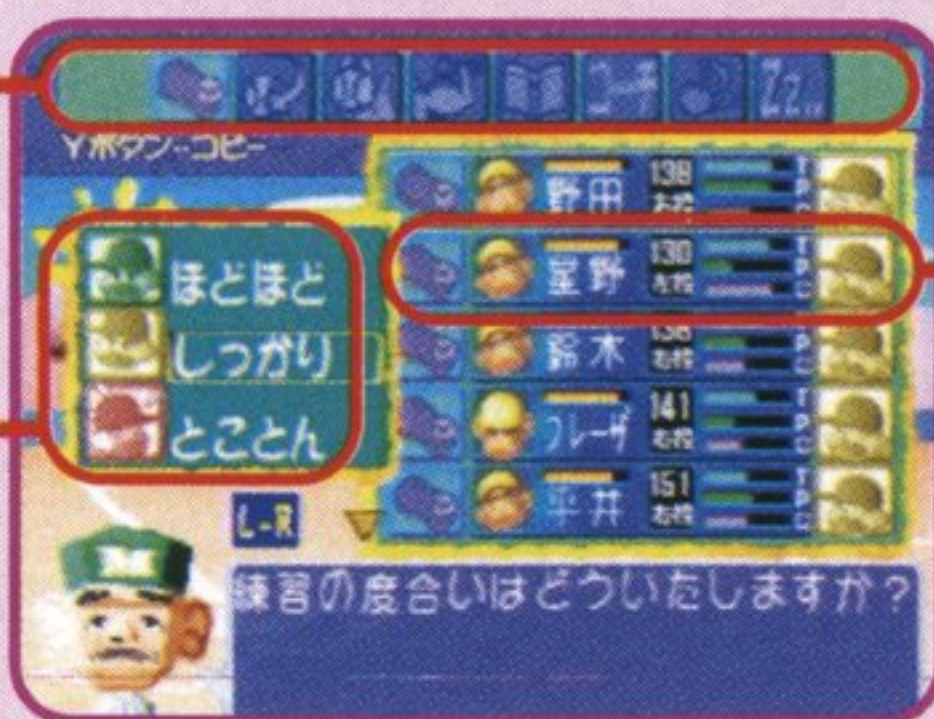 Yボタン--コピー
野田 138 右投 T P C
星野 130 左投 T P C
鈴木 138 右投 T P C
フレーザー 141 右投 T P C
平井 151 右投 T P C
ほどほど
しっかり
とことん
L-R
M
練習の度合いはどういたしますか?
ZZ